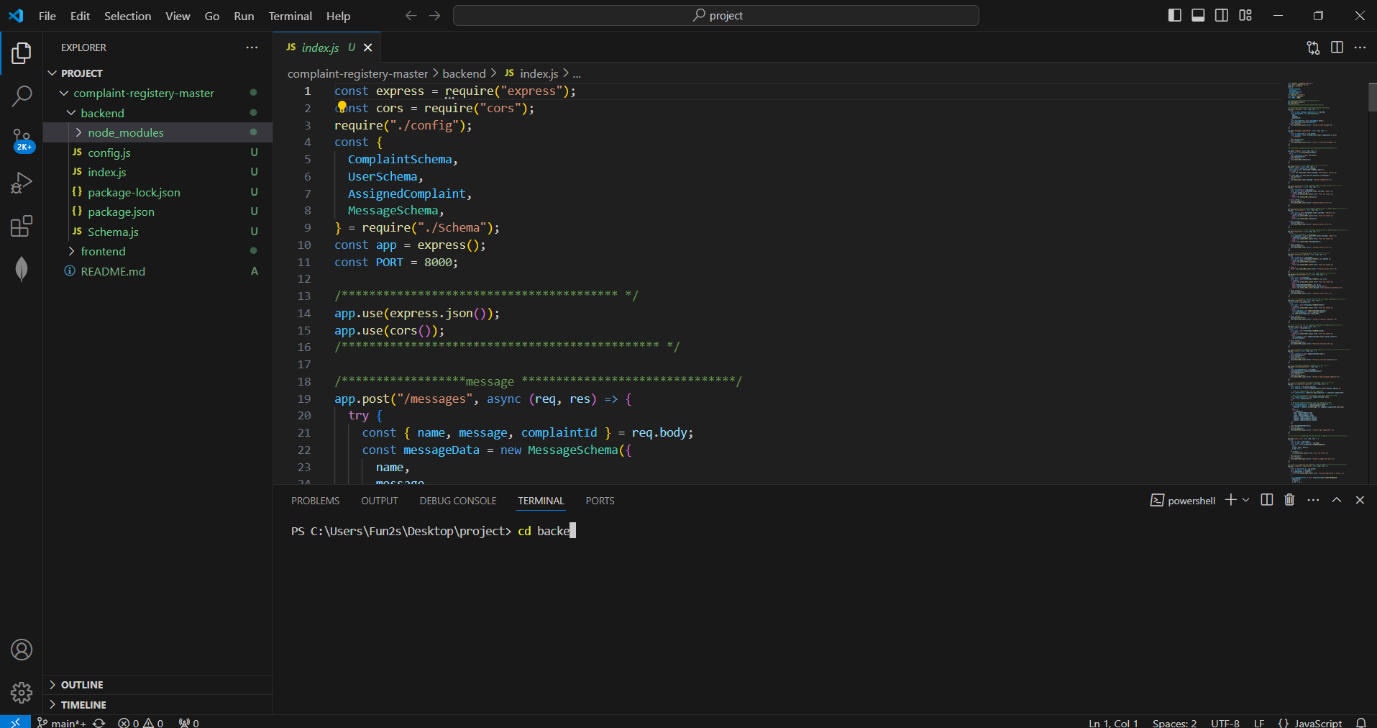 File Edit Selection View Go Run Terminal Help
project
EXPLORER
PROJECT
complaint-registery-master
backend
node_modules
JS config.js U
JS index.js U
{} package-lock.json U
{} package.json U
JS Schema.js U
frontend
README.md A
2K+
OUTLINE
TIMELINE
JS index.js U
complaint-registery-master > backend > JS index.js > ...
1 const express = require("express");
2 const cors = require("cors");
3 require("./config");
4 const {
5 ComplaintSchema,
6 UserSchema,
7 AssignedComplaint,
8 MessageSchema,
9 } = require("./Schema");
10 const app = express();
11 const PORT = 8000;
12
13 /**************************************** */
14 app.use(express.json());
15 app.use(cors());
16 /********************************************** */
17
18 /******************message *******************************/
19 app.post("/messages", async (req, res) => {
20 try {
21 const { name, message, complaintId } = req.body;
22 const messageData = new MessageSchema({
23 name,
24 message
PROBLEMS OUTPUT DEBUG CONSOLE TERMINAL PORTS
powershell
PS C:\Users\Fun2s\Desktop\project> cd backe
main*+ 0 0 0
Ln 1, Col 1 Spaces: 2 UTF-8 LF {} JavaScript